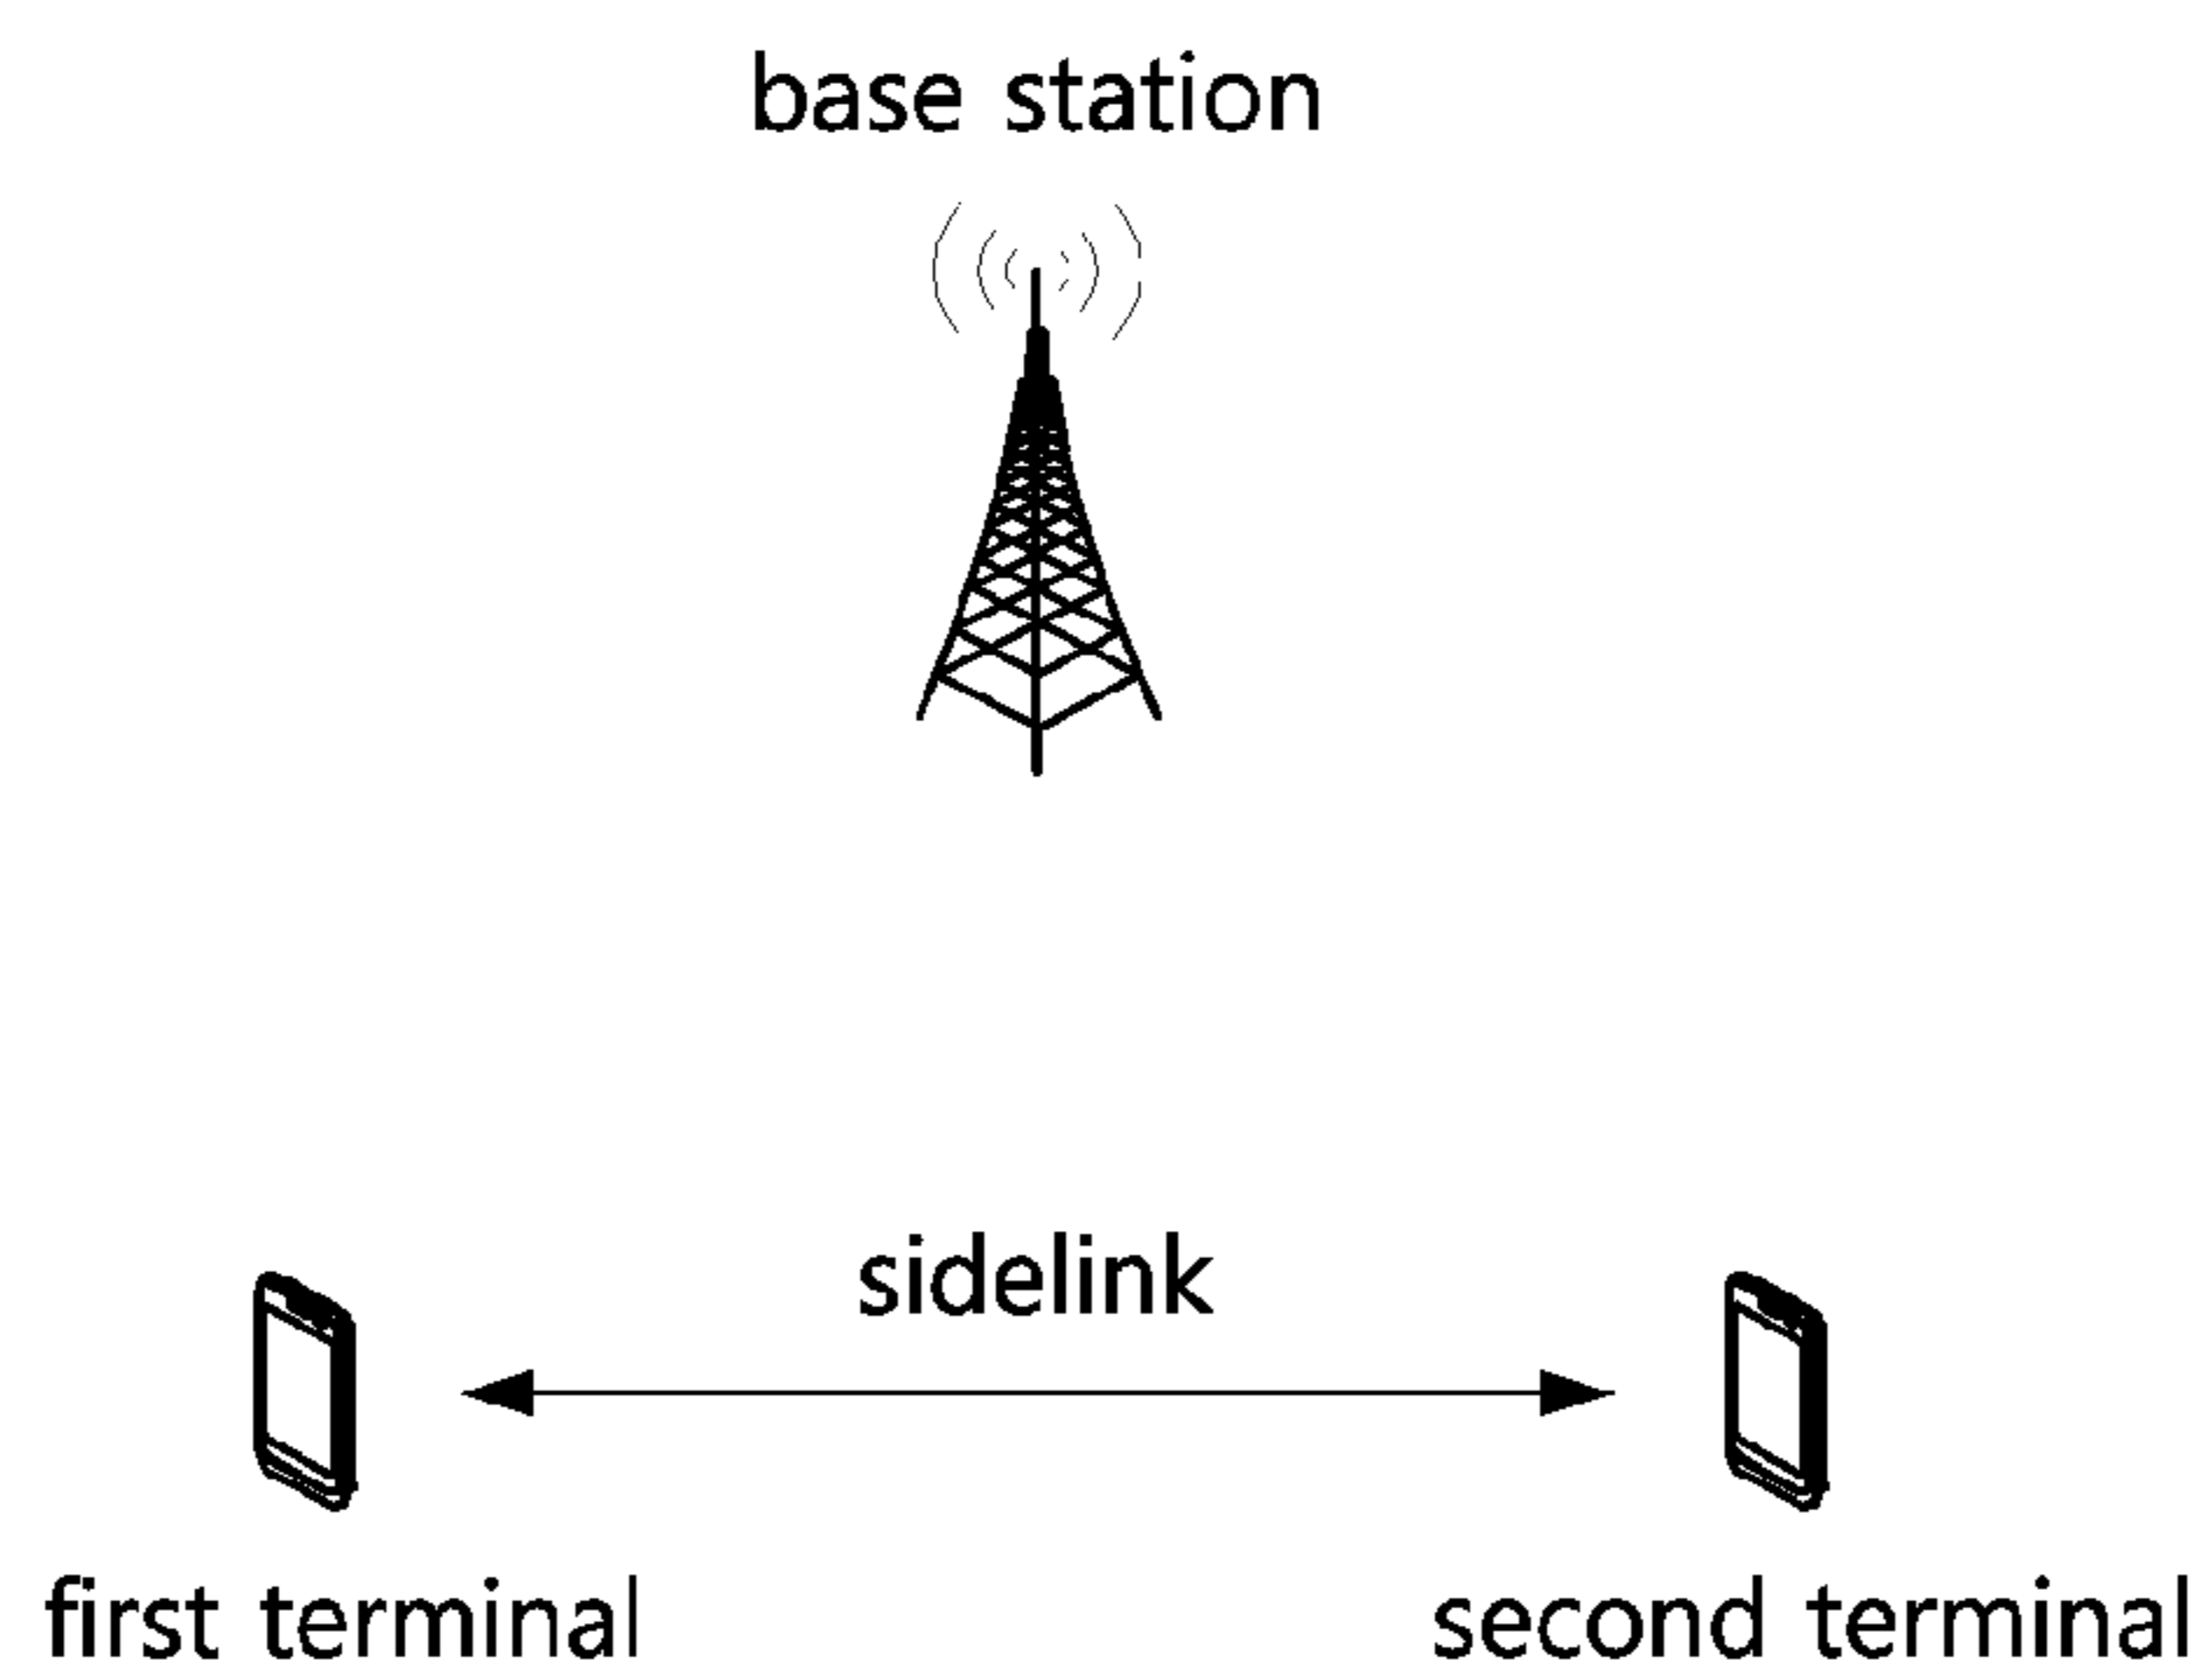 base station
sidelink
first terminal
second terminal